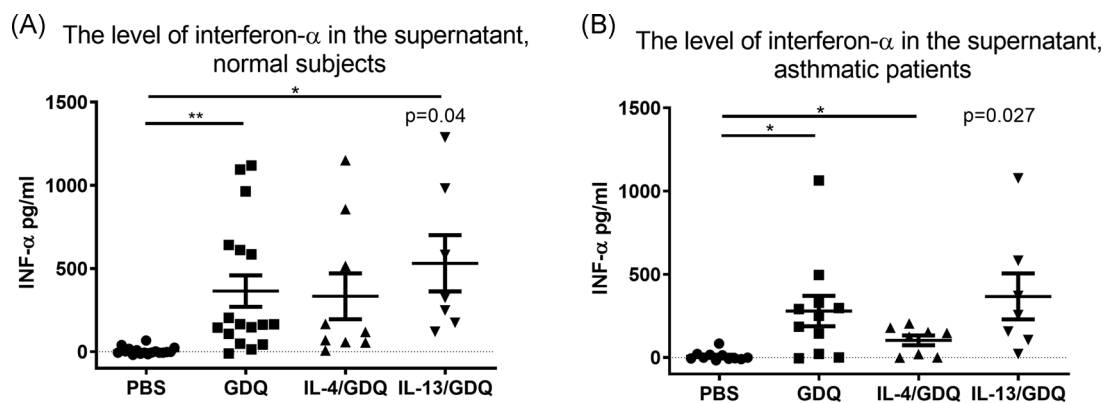 (A)
The level of interferon-α in the supernatant,
normal subjects
*
**
p=0.04
1500
1000
500
0
INF-α pg/ml
PBS GDQ IL-4/GDQ IL-13/GDQ
(B)
The level of interferon-α in the supernatant,
asthmatic patients
*
*
p=0.027
1500
1000
500
0
INF-α pg/ml
PBS GDQ IL-4/GDQ IL-13/GDQ